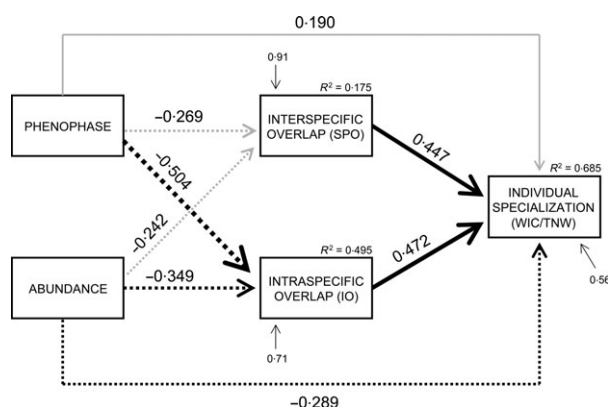 0·190
0·91
R² = 0·175
PHENOPHASE
–0·269
INTERSPECIFIC
OVERLAP (SPO)
0·447
–0·504
R² = 0·685
INDIVIDUAL
SPECIALIZATION
(WIC/TNW)
–0·242
R² = 0·495
0·472
ABUNDANCE
–0·349
INTRASPECIFIC
OVERLAP (IO)
0·56
0·71
–0·289